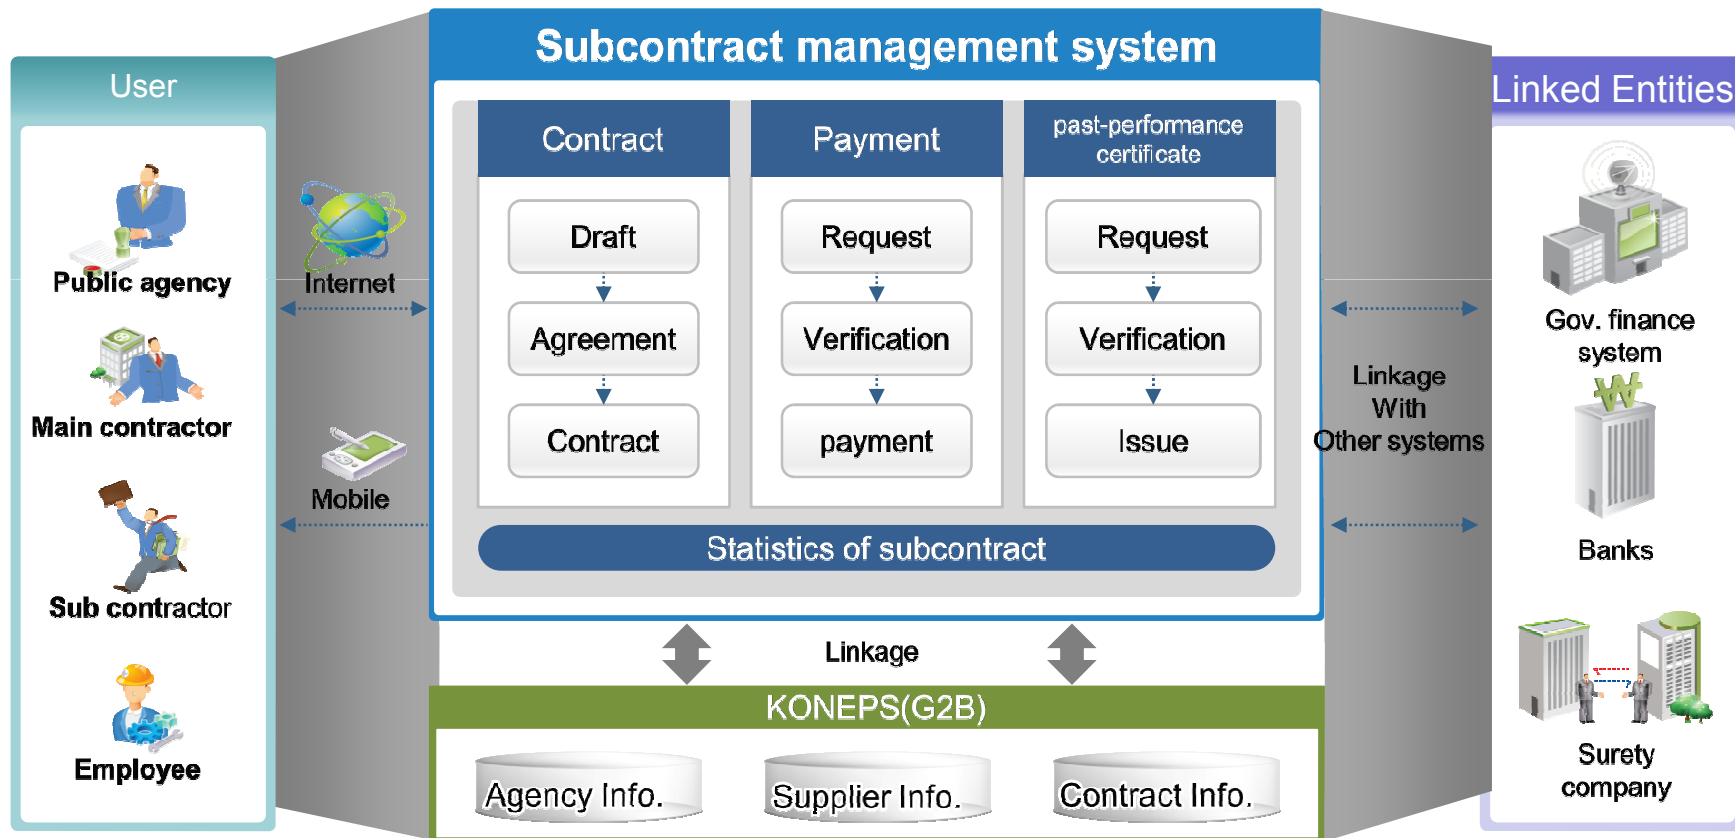 Subcontract management system
User
Public agency
Main contractor
Sub contractor
Employee
Internet
Mobile
Contract
Draft
Agreement
Contract
Payment
Request
Verification
payment
past-performance
certificate
Request
Verification
Issue
Statistics of subcontract
Linkage
KONEPS(G2B)
Agency Info.
Supplier Info.
Contract Info.
Linkage
With
Other systems
Linked Entities
Gov. finance
system
₩
Banks
Surety
company